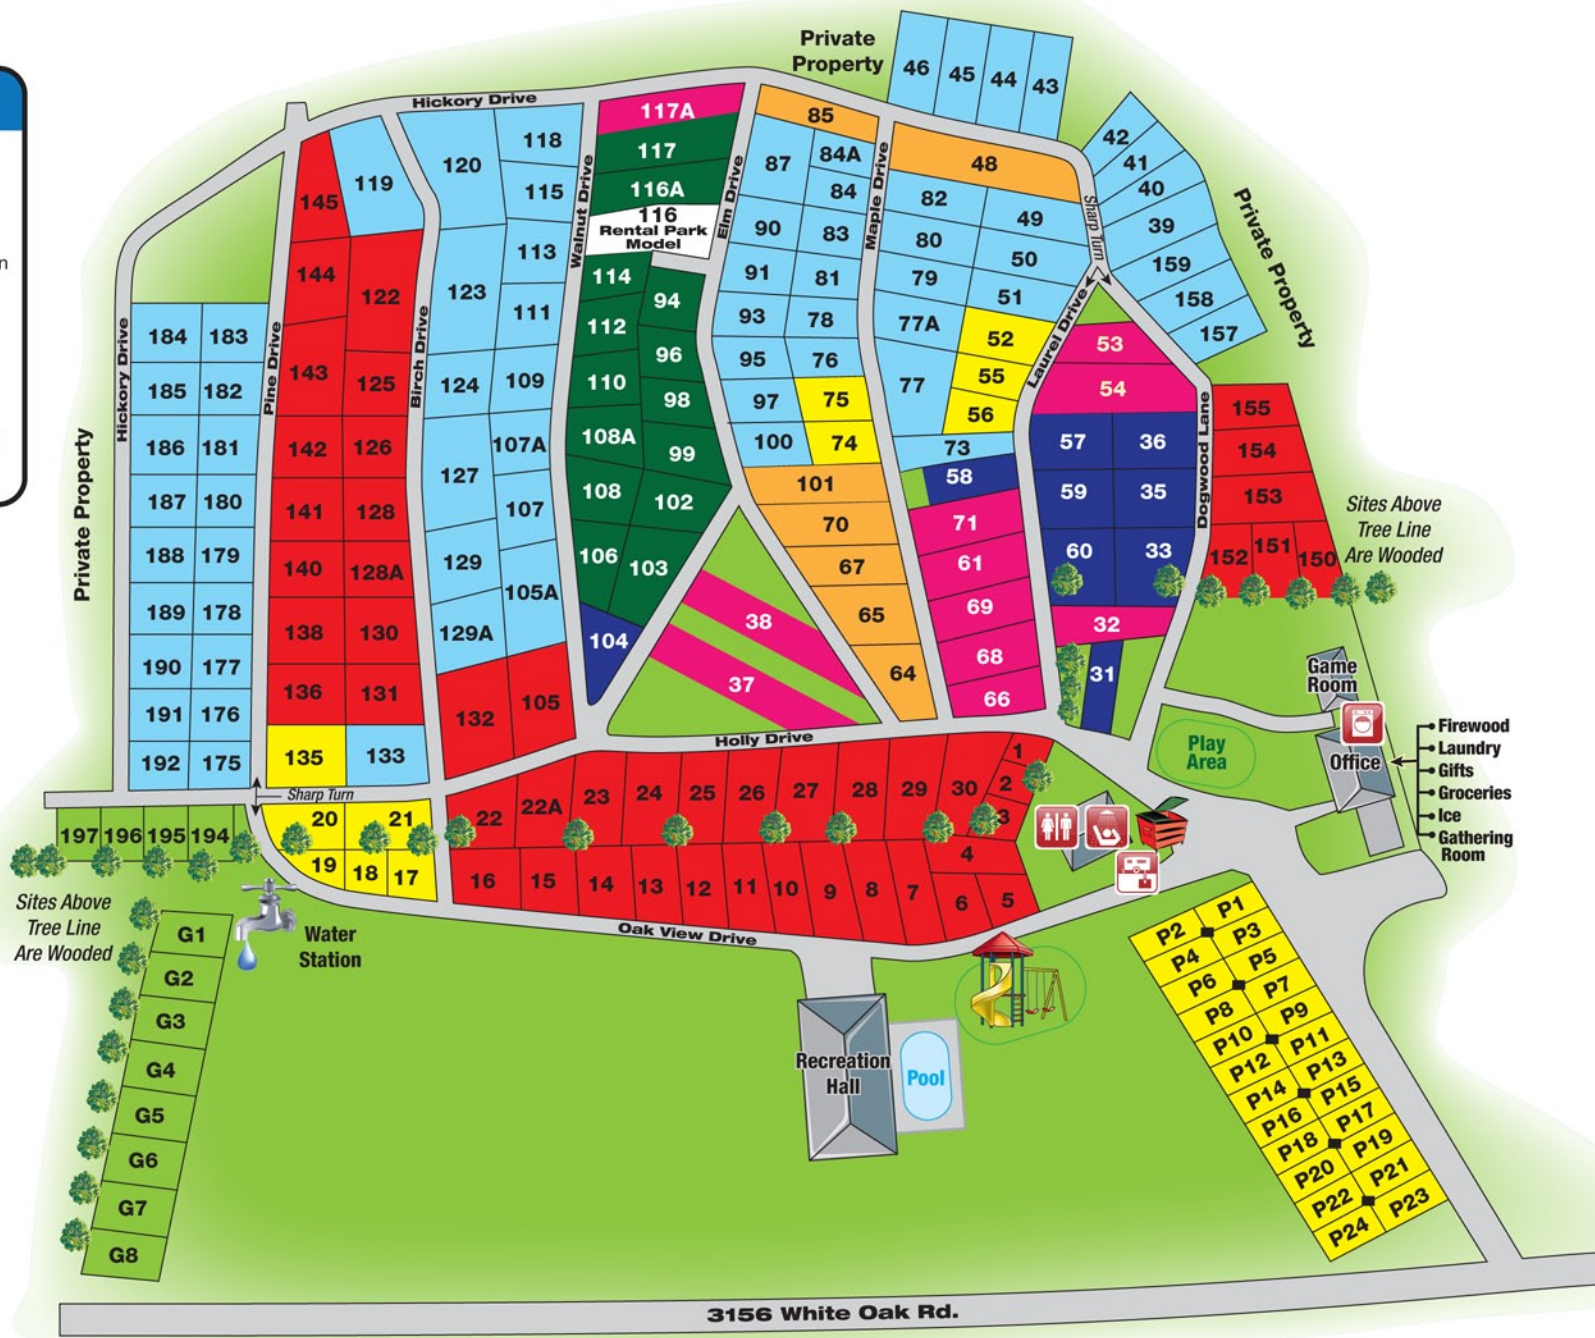 Private
Property
46
45
44
43
Hickory Drive
117A
85
118
120
117
84A
87
42
41
48
119
115
116A
84
40
145
82
49
39
116
Rental Park
Model
90
83
80
50
Sharp Turn
Private Property
n
Walnut Drive
Elm Drive
Maple Drive
144
122
123
113
114
94
91
81
79
51
159
158
157
184
183
111
112
96
93
78
77A
52
53
Laurel Drive
Hickory Drive
Pine Drive
Birch Drive
143
125
124
109
110
98
95
76
77
55
54
185
182
97
75
56
155
186
181
142
126
127
107A
108A
99
100
74
73
57
36
154
Dogwood Lane
187
180
141
128
107
108
102
101
58
59
35
153
Private Property
70
71
Sites Above
Tree Line
Are Wooded
188
179
140
128A
129
105A
106
103
67
61
60
33
152
151
150
189
178
138
130
129A
104
38
65
69
32
190
177
136
131
132
105
37
64
68
31
66
Game
Room
191
176
135
133
Holly Drive
Play
Area
Office
Firewood
Laundry
Gifts
Groceries
Ice
Gathering
Room
192
175
Sharp Turn
1
2
3
197
196
195
194
20
21
22
22A
23
24
25
26
27
28
29
30
19
18
17
16
15
14
13
12
11
10
9
8
7
4
6
5
Sites Above
Tree Line
Are Wooded
Water
Station
Oak View Drive
G1
G2
G3
G4
G5
G6
G7
G8
Recreation
Hall
Pool
P2
P1
P4
P3
P6
P5
P8
P7
P10
P9
P12
P11
P14
P13
P16
P15
P18
P17
P20
P19
P22
P21
P24
P23
3156 White Oak Rd.